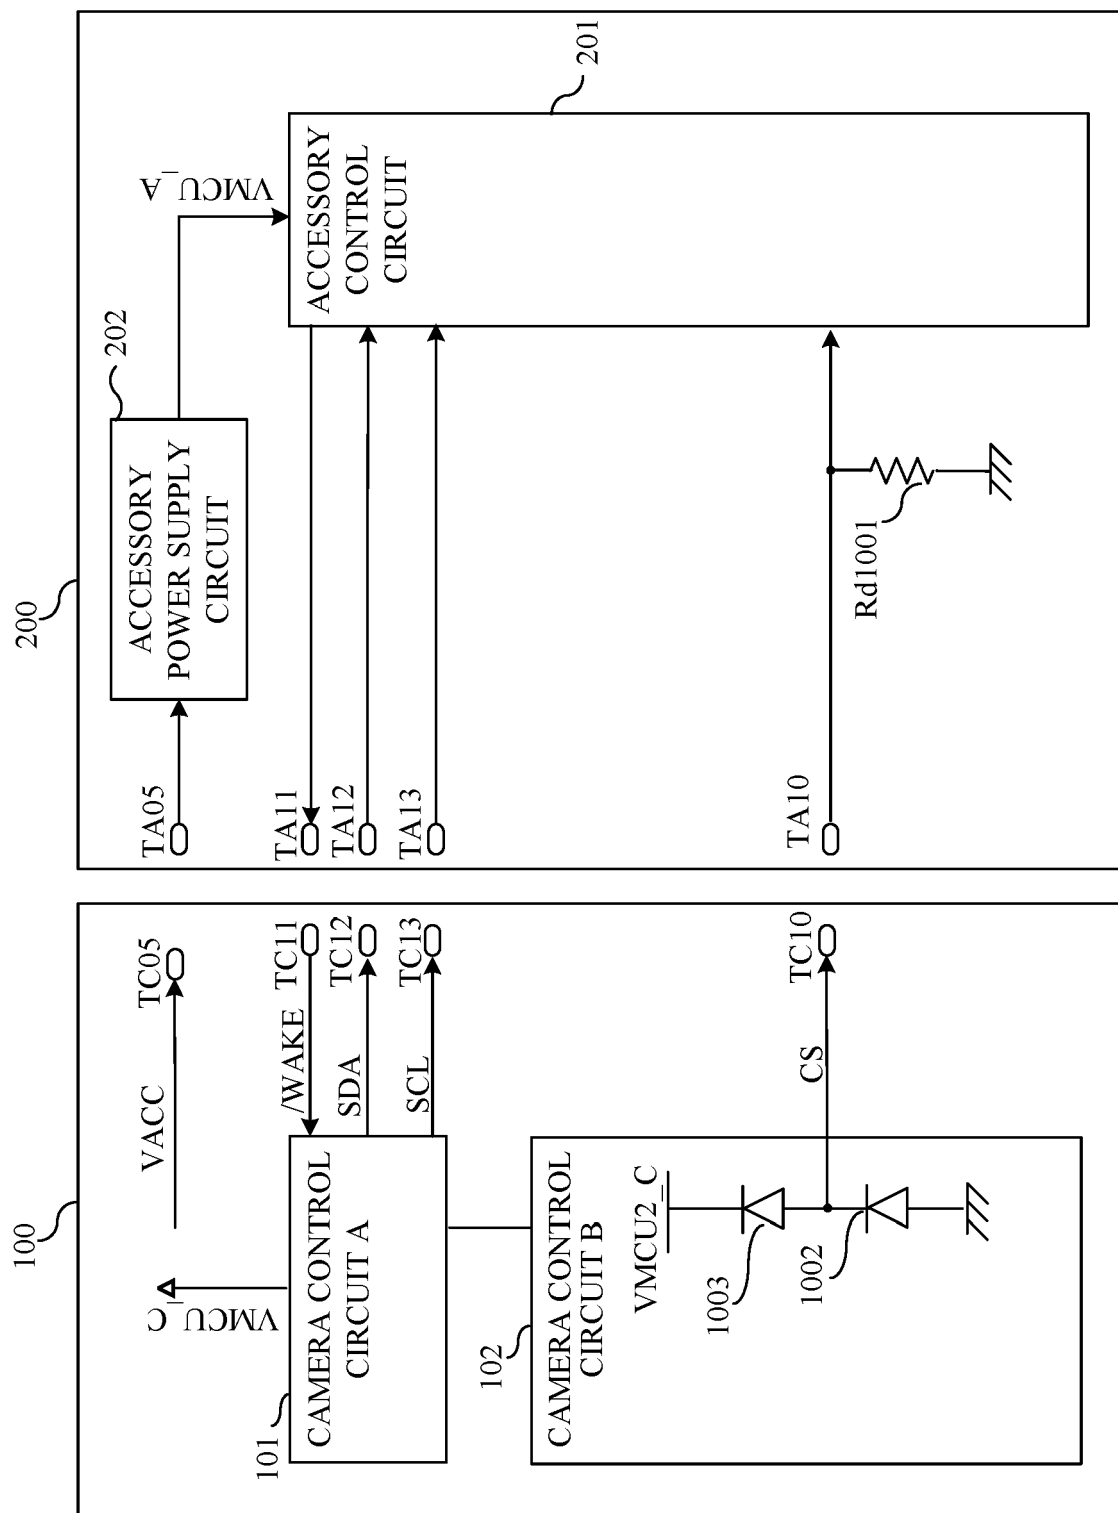 100
VMCU_C
VACC
TC05
101
CAMERA CONTROL
CIRCUIT A
/WAKE
TC11
SDA
TC12
SCL
TC13
102
CAMERA CONTROL
CIRCUIT B
VMCU2_C
1003
1002
CS
TC10
200
TA05
ACCESSORY
POWER SUPPLY
CIRCUIT
202
VMCU_A
TA11
TA12
TA13
ACCESSORY
CONTROL
CIRCUIT
201
TA10
Rd1001